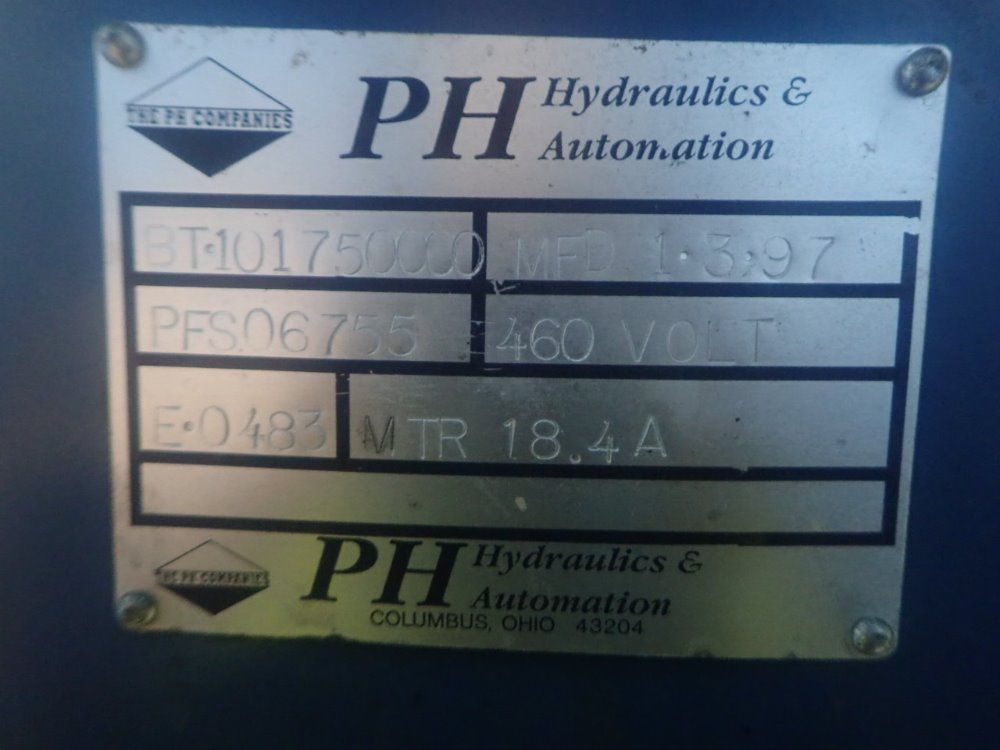 THE PH COMPANIES
PH Hydraulics &
Automation
BT·101750000 MFD 1·3·97
PFS06755 460 VOLT
E·0483 MTR 18.4A
THE PH COMPANIES
PH Hydraulics &
Automation
COLUMBUS, OHIO 43204